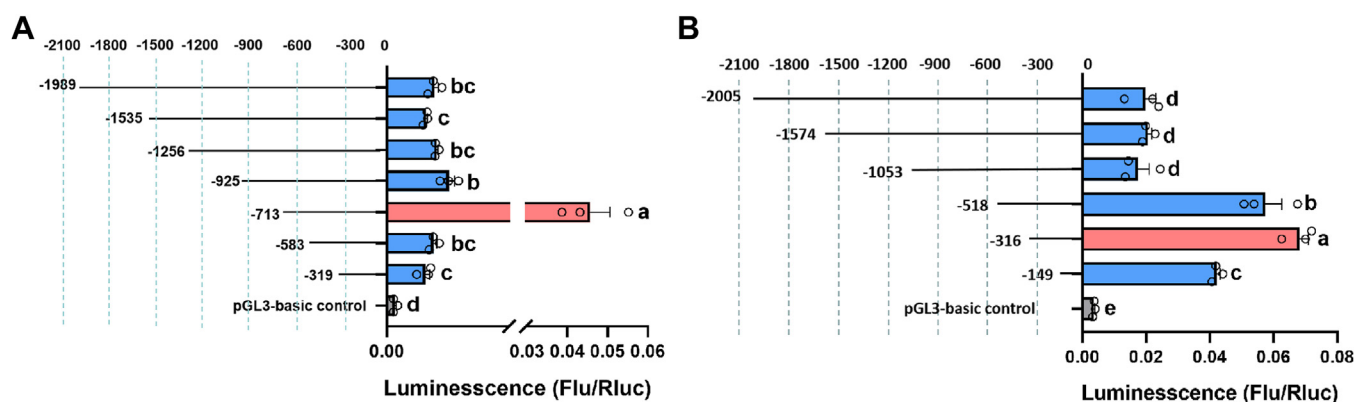 A
-2100 -1800 -1500 -1200 -900 -600 -300 0
-1989 bc
-1535 c
-1256 bc
-925 b
-713 a
-583 bc
-319 c
pGL3-basic control d
0.00 0.03 0.04 0.05 0.06
Luminesscence (Flu/Rluc)
B
-2100 -1800 -1500 -1200 -900 -600 -300 0
-2005 d
-1574 d
-1053 d
-518 b
-316 a
-149 c
pGL3-basic control e
0.00 0.02 0.04 0.06 0.08
Luminesscence (Flu/Rluc)